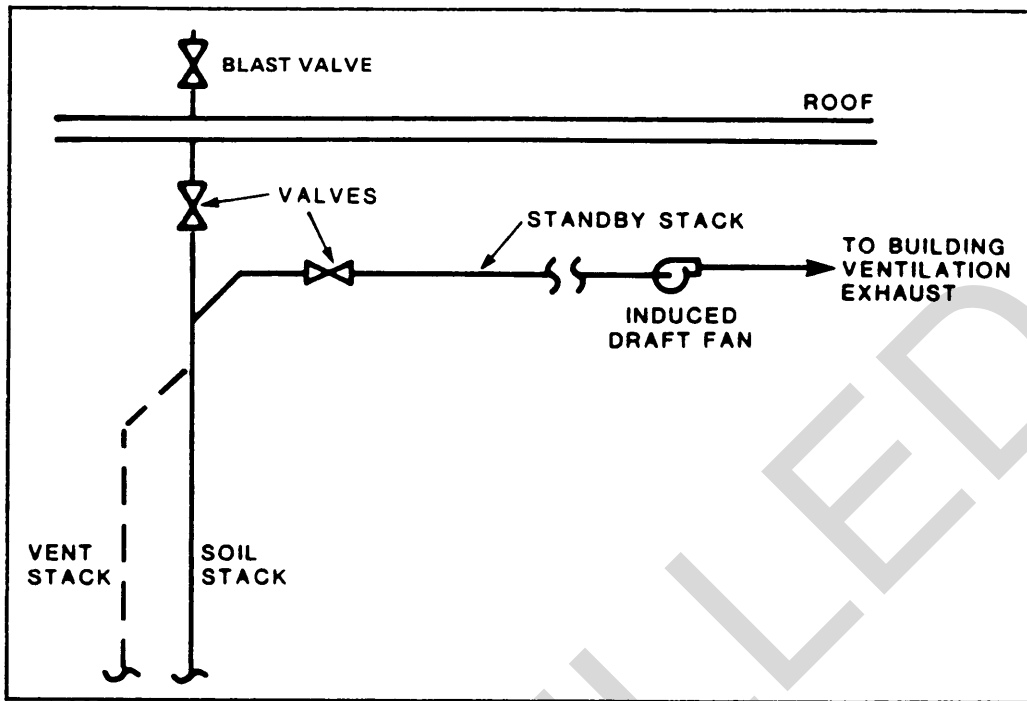 BLAST VALVE
ROOF
VALVES
STANDBY STACK
TO BUILDING
VENTILATION
EXHAUST
INDUCED
DRAFT FAN
VENT
STACK
SOIL
STACK